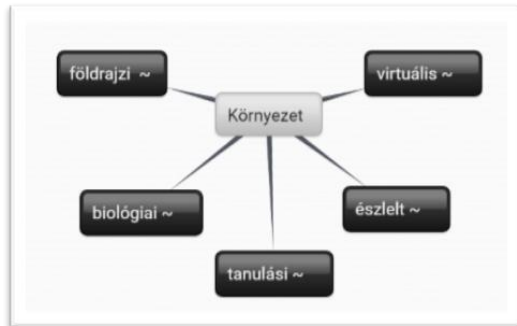 földrajzi ~
virtuális ~
Környezet
biológiai ~
észlelt ~
tanulási ~